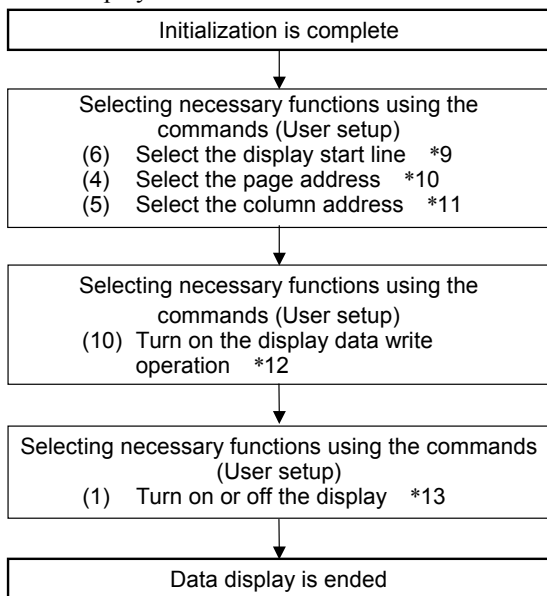 Initialization is complete
Selecting necessary functions using the
commands (User setup)
(6) Select the display start line *9
(4) Select the page address *10
(5) Select the column address *11
Selecting necessary functions using the
commands (User setup)
(10) Turn on the display data write
operation *12
Selecting necessary functions using the commands
(User setup)
(1) Turn on or off the display *13
Data display is ended